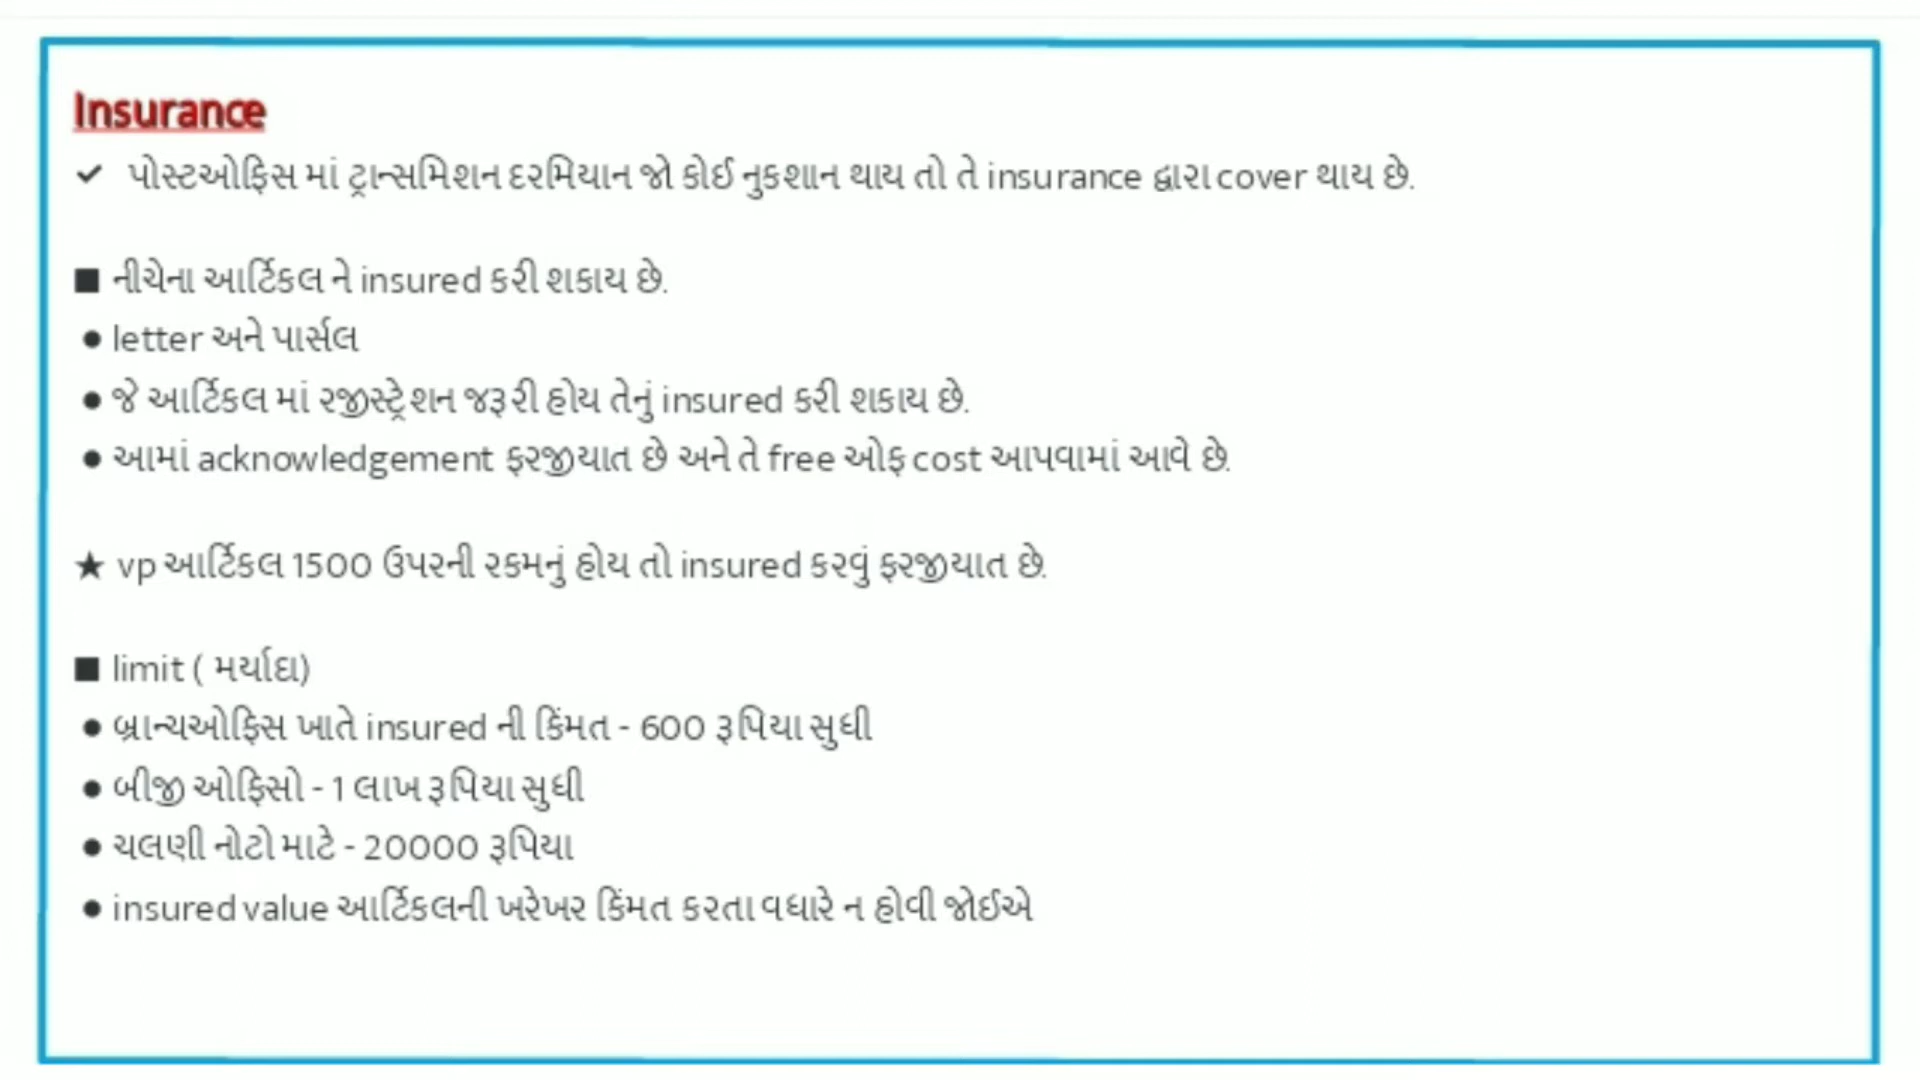 Insurance
✔ પોસ્ટઓફિસ માં ટ્રાન્સમિશન દરમિયાન જો કોઈ નુકશાન થાય તો તે insurance દ્વારા cover થાય છે.
■ નીચેના આર્ટિકલ ને insured કરી શકાય છે.
● letter અને પાર્સલ
● જે આર્ટિકલ માં રજીસ્ટ્રેશન જરૂરી હોય તેનું insured કરી શકાય છે.
● આમાં acknowledgement ફરજીયાત છે અને તે free ઓફ cost આપવામાં આવે છે.
★ vp આર્ટિકલ 1500 ઉપરની રકમનું હોય તો insured કરવું ફરજીયાત છે.
■ limit ( મર્યાદા)
● બ્રાન્ચઓફિસ ખાતે insured ની કિંમત - 600 રૂપિયા સુધી
● બીજી ઓફિસો - 1 લાખ રૂપિયા સુધી
● ચલણી નોટો માટે - 20000 રૂપિયા
● insured value આર્ટિકલની ખરેખર કિંમત કરતા વધારે ન હોવી જોઈએ